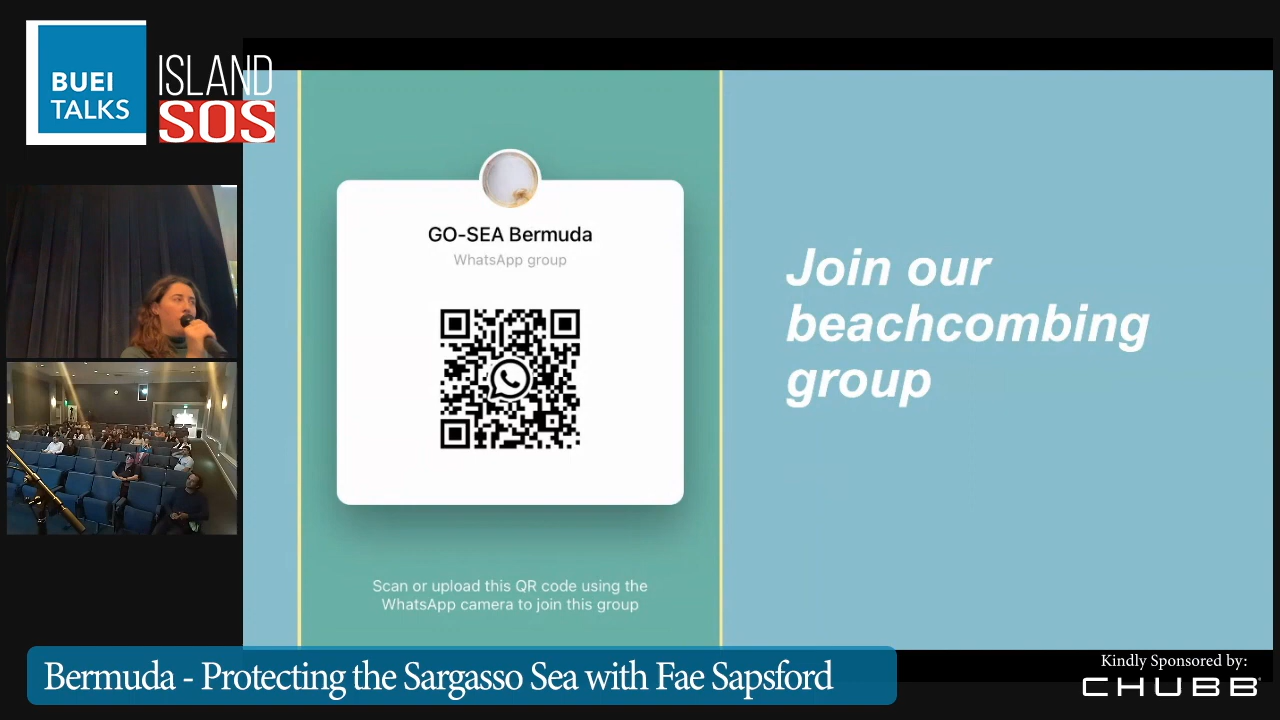 BUEI
TALKS
ISLAND
SOS
GO-SEA Bermuda
WhatsApp group
Scan or upload this QR code using the
WhatsApp camera to join this group
Join our
beachcombing
group
Bermuda - Protecting the Sargasso Sea with Fae Sapsford
Kindly Sponsored by:
CHUBB